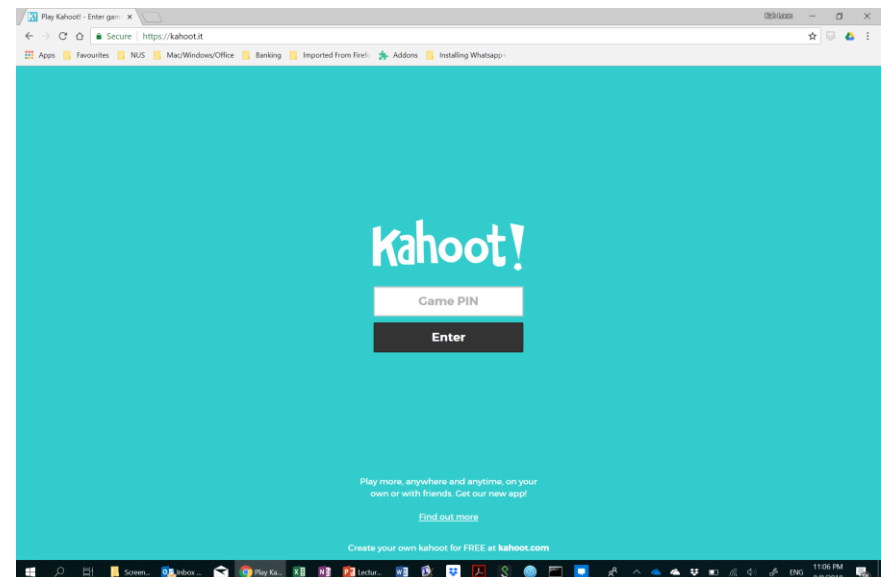 Play Kahoot! - Enter gam
Secure | https://kahoot.it
Apps Favourites NUS Mac/Windows/Office Banking Imported From Firef Addons Installing Whatsapp
Kahoot!
Game PIN
Enter
Play more, anywhere and anytime, on your
own or with friends. Get our new app!
Find out more
Create your own kahoot for FREE at kahoot.com
Screen... Inbox ... Play Ka... Lectur... ENG 11:06 PM